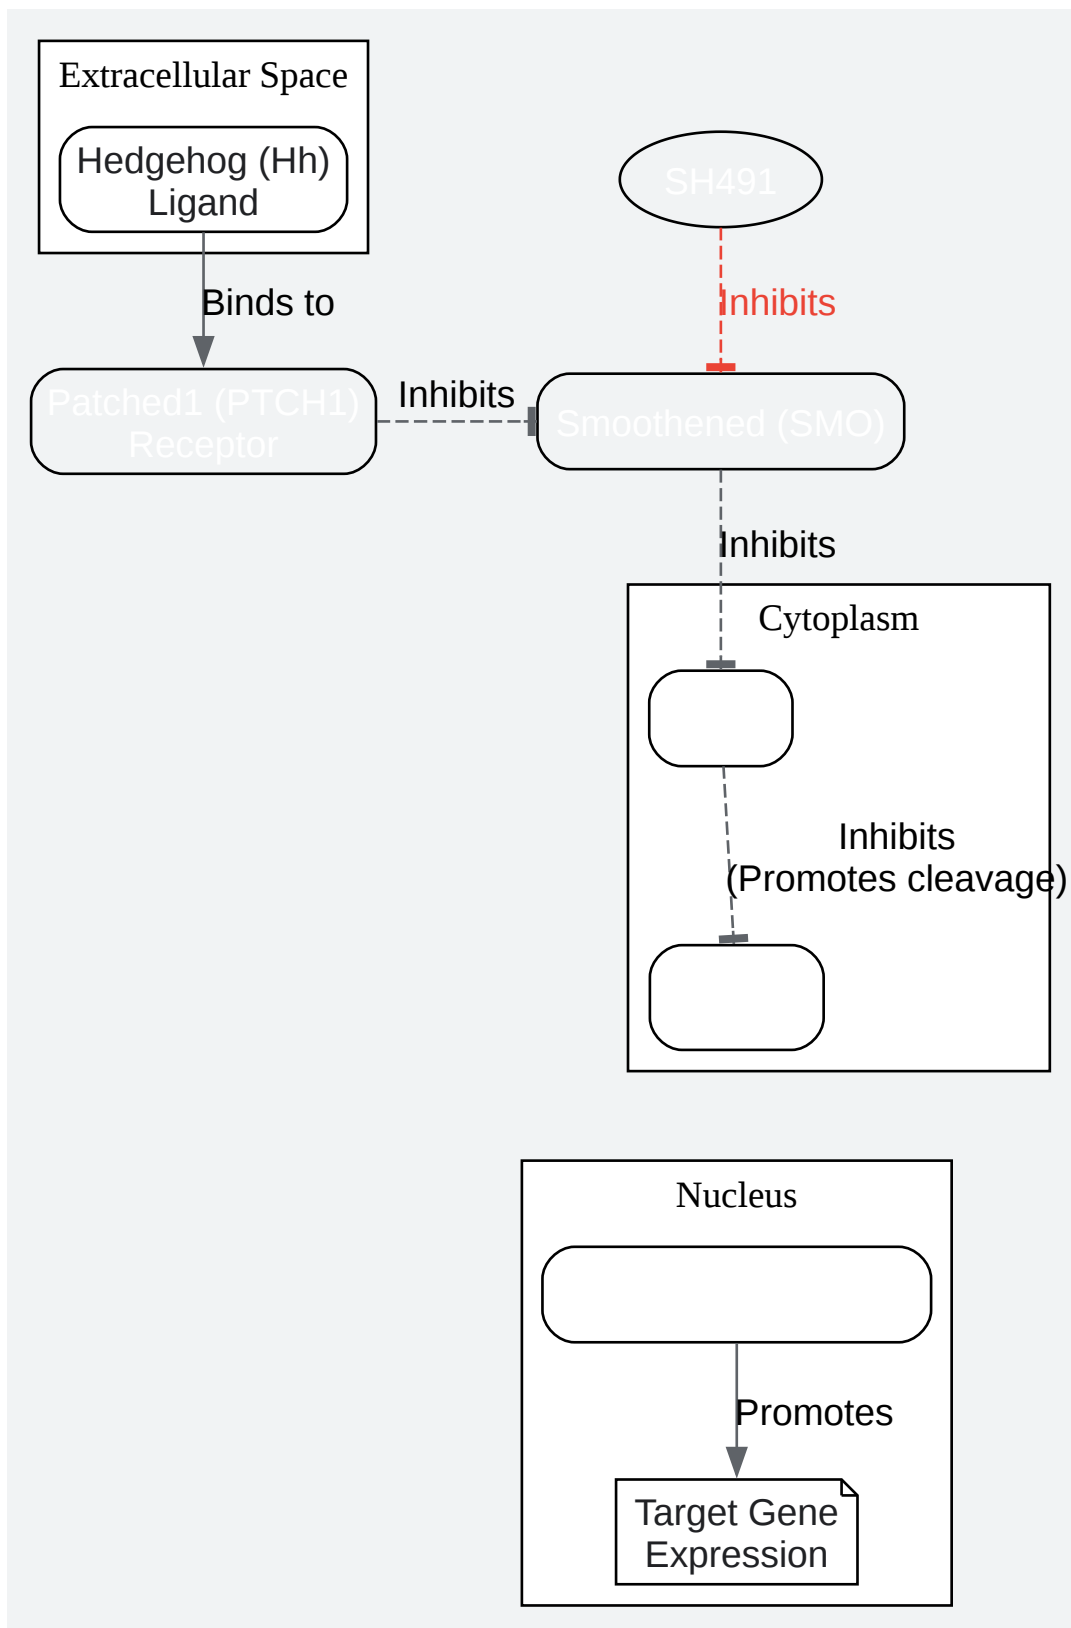 Extracellular Space
Hedgehog (Hh)
Ligand
SH491
Binds to
Inhibits
Patched1 (PTCH1)
Receptor
Inhibits
Smoothened (SMO)
Inhibits
Cytoplasm
Inhibits
(Promotes cleavage)
Nucleus
Promotes
Target Gene
Expression